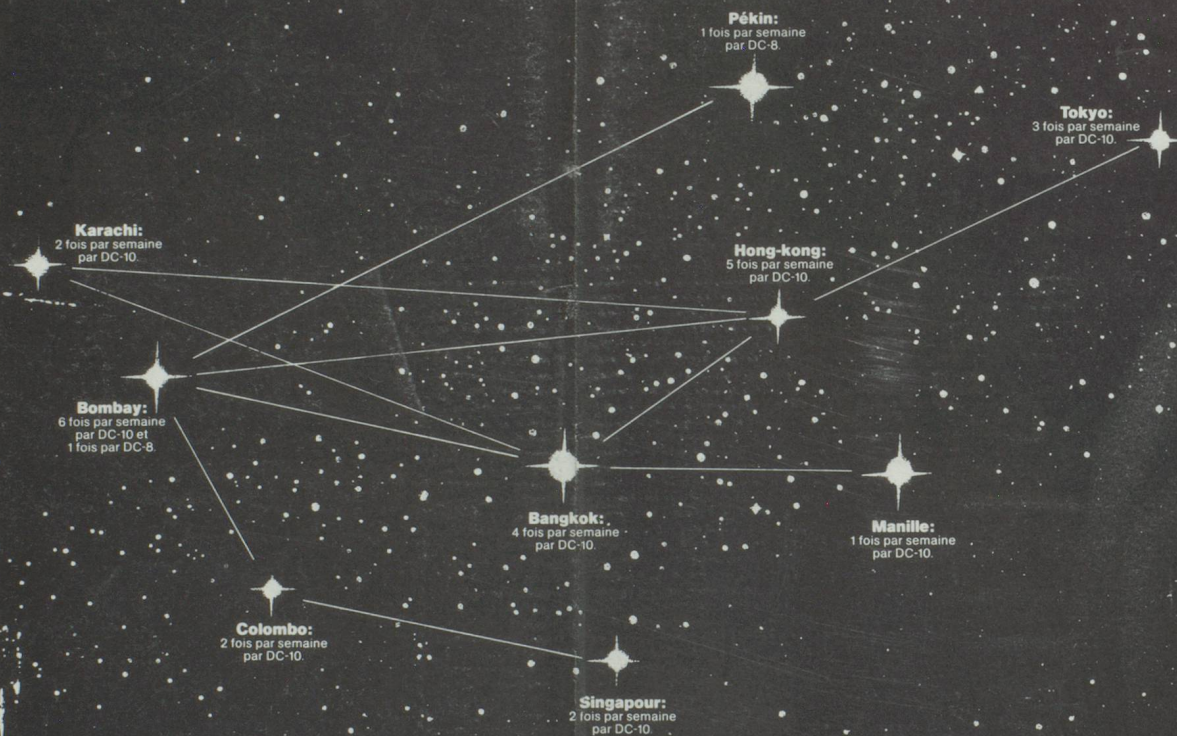 Pékin:
1 fois par semaine
par DC-8.
Tokyo:
3 fois par semaine
par DC-10.
Karachi:
2 fois par semaine
par DC-10.
Hong-kong:
5 fois par semaine
par DC-10.
Bombay:
6 fois par semaine
par DC-10 et
1 fois par DC-8.
Bangkok:
4 fois par semaine
par DC-10.
Manille:
1 fois par semaine
par DC-10.
Colombo:
2 fois par semaine
par DC-10.
Singapour:
2 fois par semaine
par DC-10.